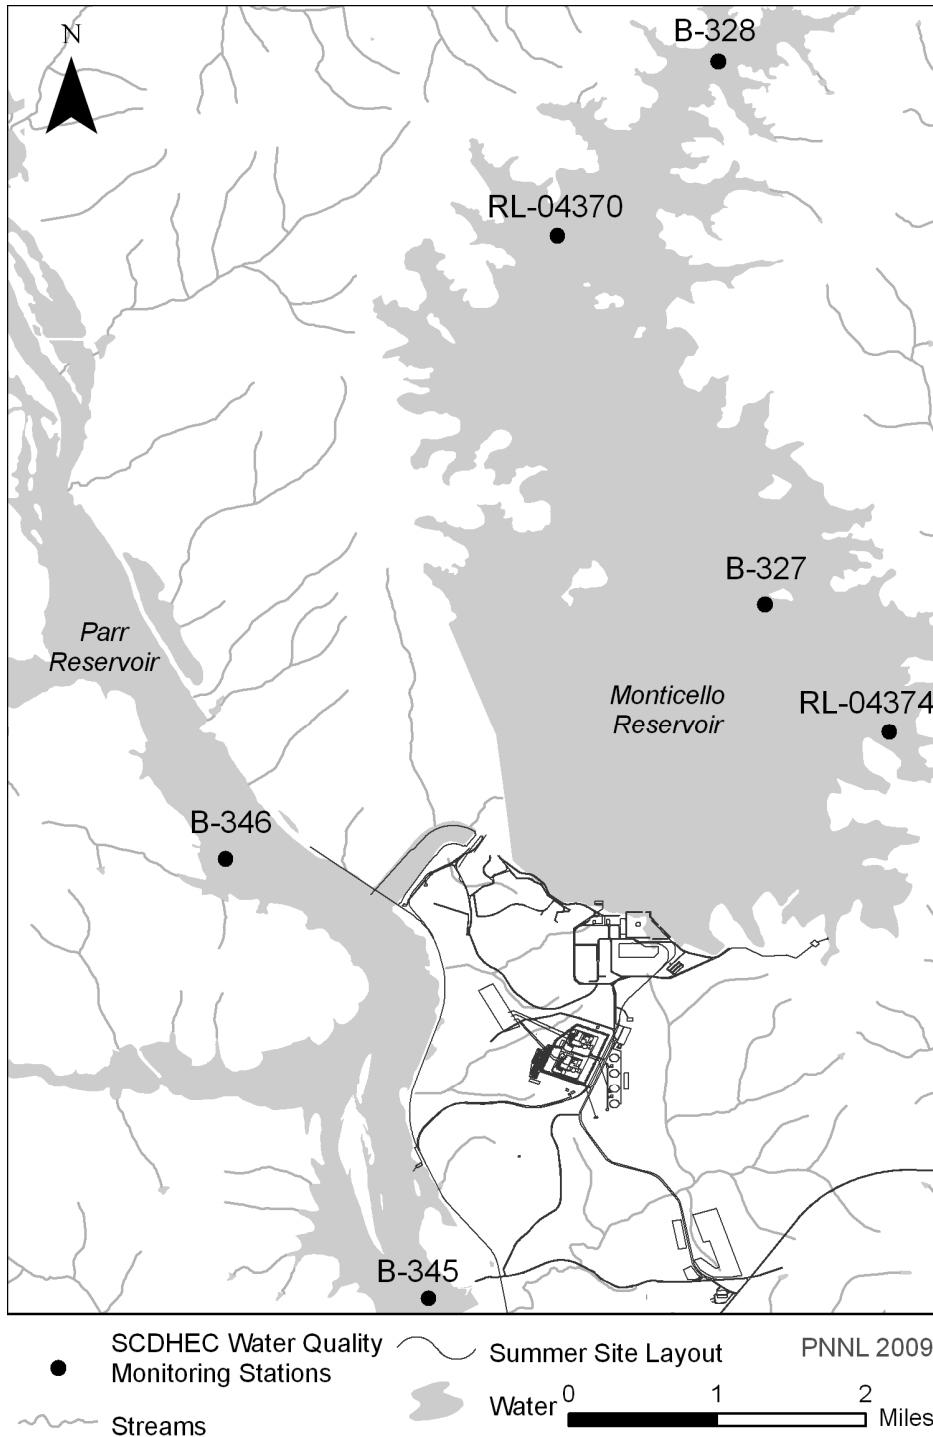 N
B-328
RL-04370
B-327
Parr
Reservoir
Monticello
Reservoir
RL-04374
B-346
B-345
SCDHEC Water Quality
Monitoring Stations
Streams
Summer Site Layout
Water
PNNL 2009
0 1 2
Miles